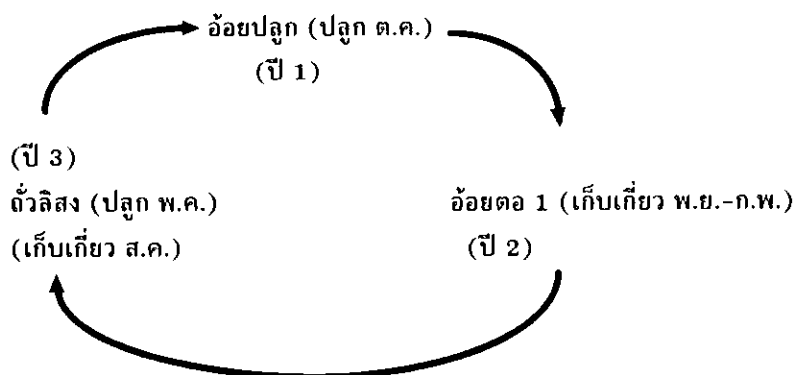 อ้อยปลูก (ปลูก ต.ค.)
(ปี 1)
(ปี 3)
ถั่วลิสง (ปลูก พ.ค.)
(เก็บเกี่ยว ส.ค.)
อ้อยตอ 1 (เก็บเกี่ยว พ.ย.-ก.พ.)
(ปี 2)